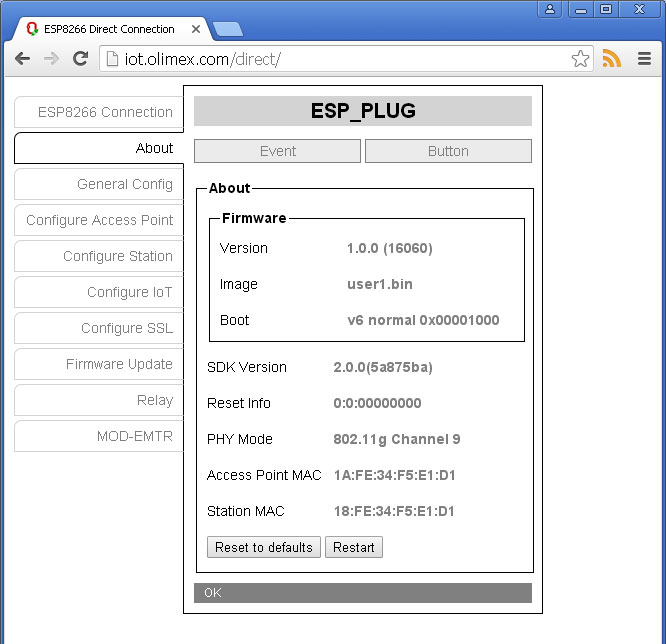 ESP8266 Direct Connection
iot.olimex.com/direct/
ESP8266 Connection
About
General Config
Configure Access Point
Configure Station
Configure IoT
Configure SSL
Firmware Update
Relay
MOD-EMTR
ESP_PLUG
Event Button
About
Firmware
Version 1.0.0 (16060)
Image user1.bin
Boot v6 normal 0x00001000
SDK Version 2.0.0(5a875ba)
Reset Info 0:0:00000000
PHY Mode 802.11g Channel 9
Access Point MAC 1A:FE:34:F5:E1:D1
Station MAC 18:FE:34:F5:E1:D1
Reset to defaults Restart
OK